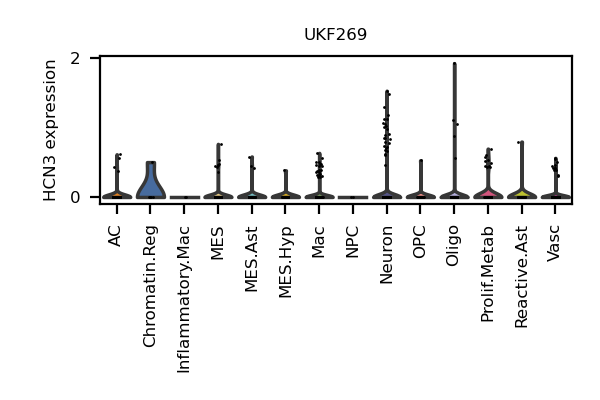 UKF269
HCN3 expression
2
0
AC
Chromatin.Reg
Inflammatory.Mac
MES
MES.Ast
MES.Hyp
Mac
NPC
Neuron
OPC
Oligo
Prolif.Metab
Reactive.Ast
Vasc